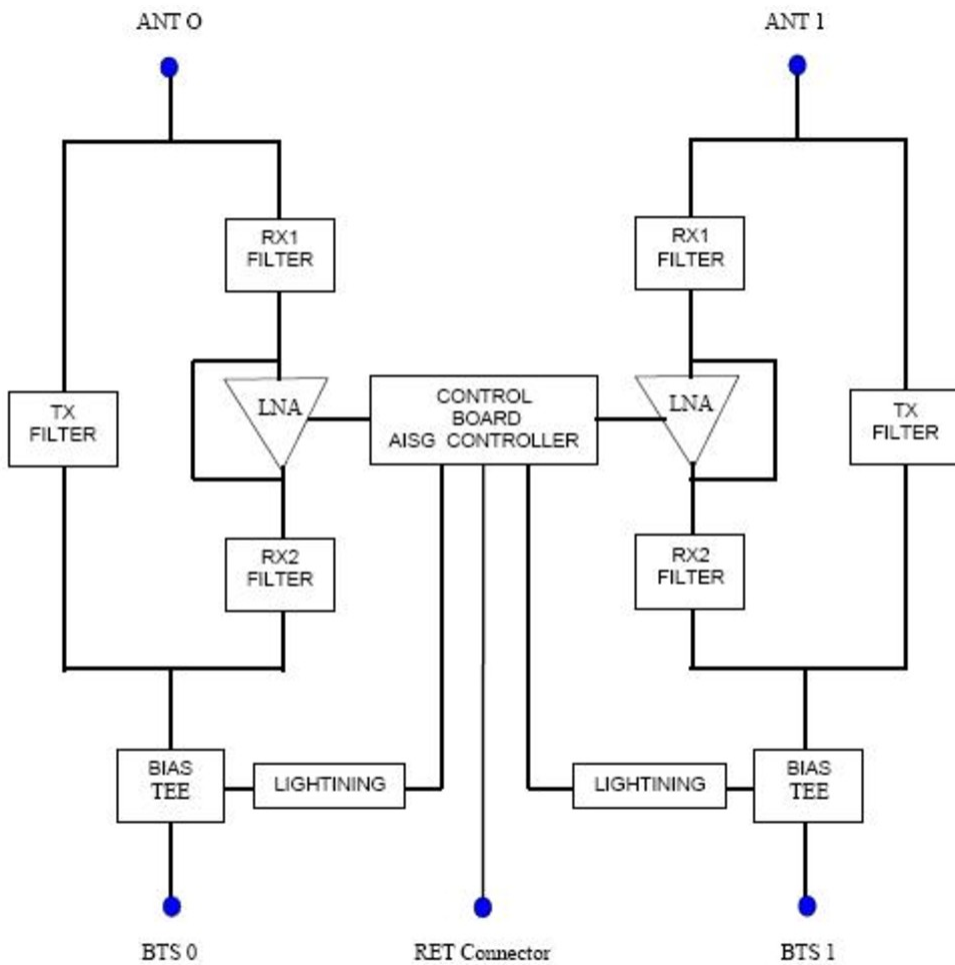 ANT O
ANT 1
RX1
FILTER
RX1
FILTER
TX
FILTER
LNA
CONTROL
BOARD
AISG CONTROLLER
LNA
TX
FILTER
RX2
FILTER
RX2
FILTER
BIAS
TEE
LIGHTINING
LIGHTINING
BIAS
TEE
BTS 0
RET Connector
BTS 1